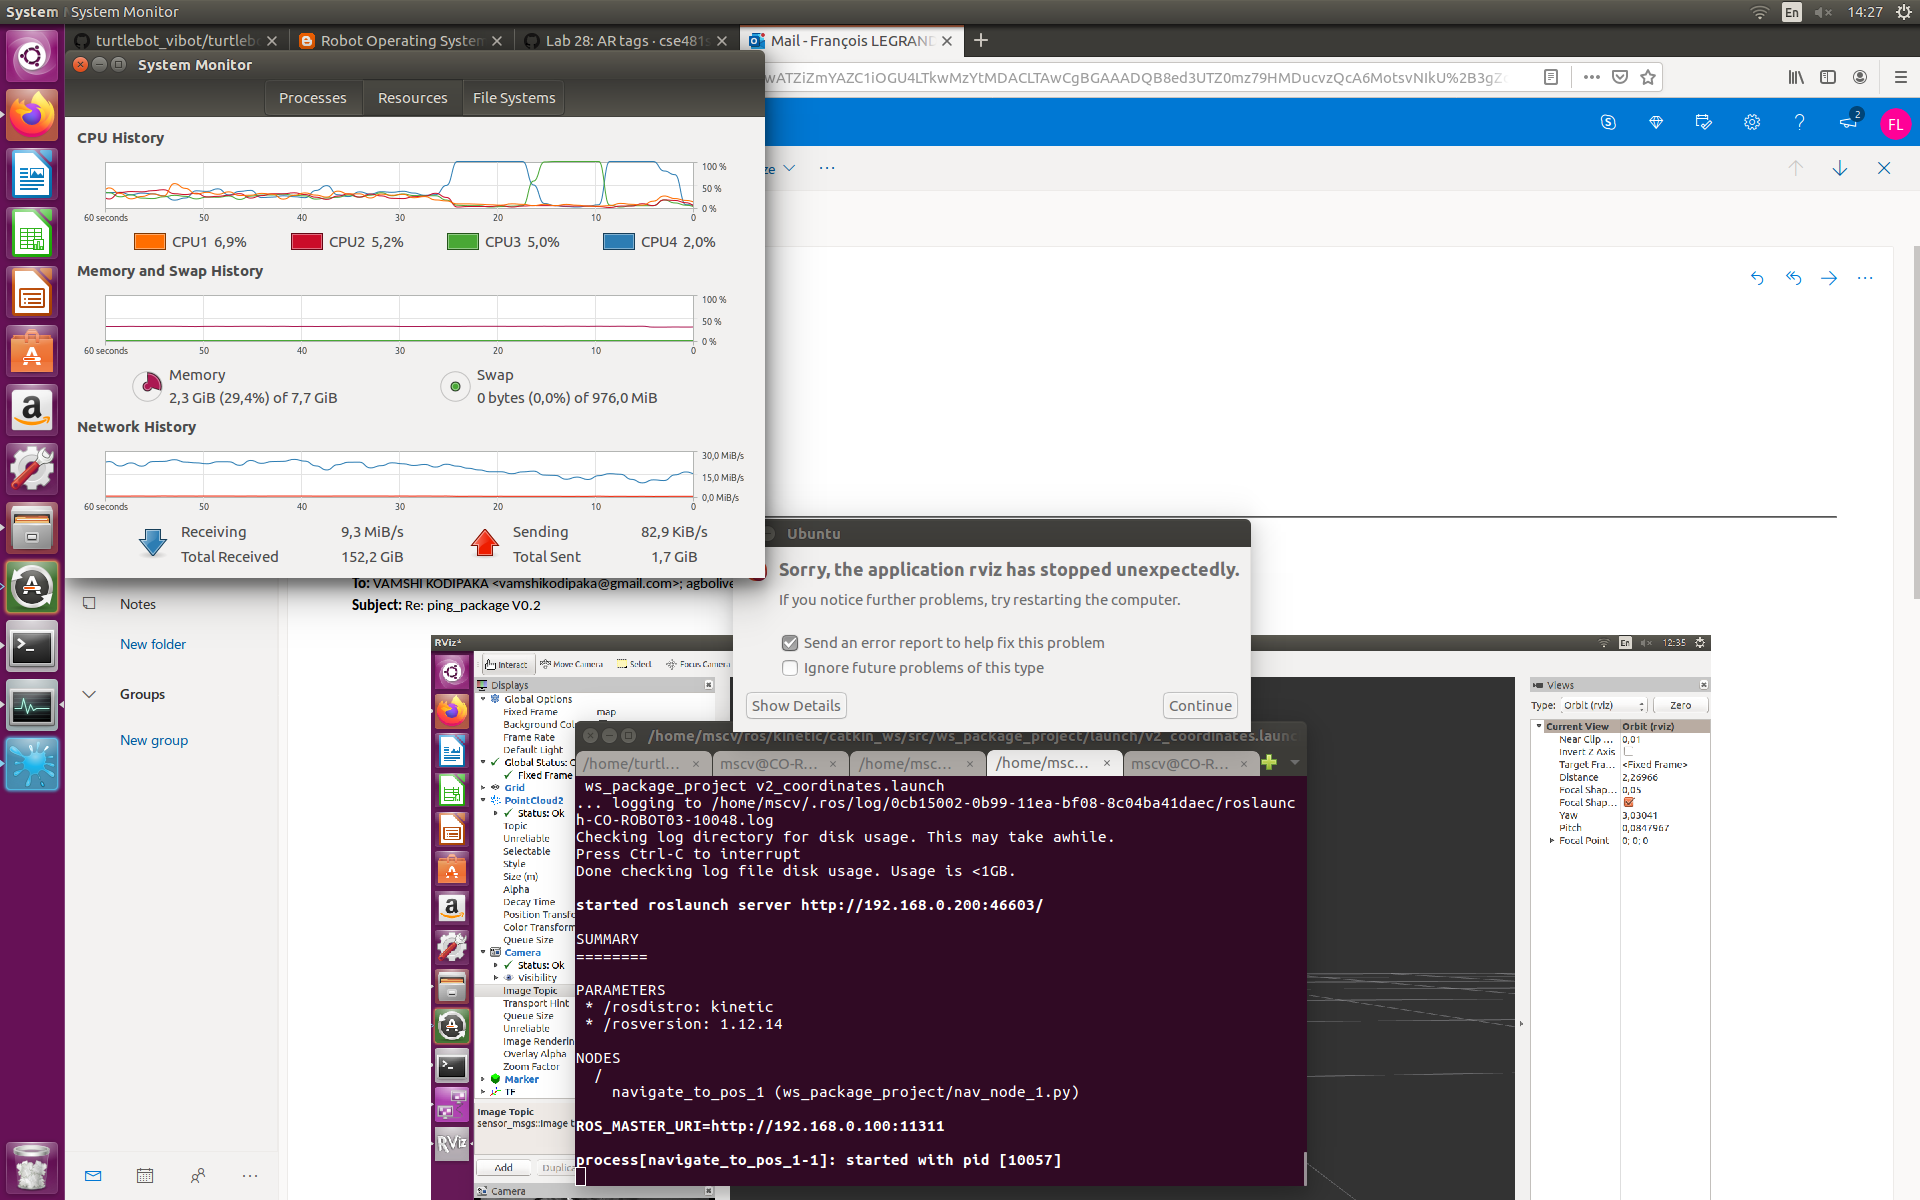 System Monitor
En
14:27
turtlebot_vibot/turtleb
Robot Operating System
Lab 28: AR tags · cse481s
Mail - François LEGRAND
System Monitor
Processes
Resources
File Systems
2
FL
ze
CPU History
100 %
50 %
0 %
60 seconds 50 40 30 20 10 0
CPU1 6,9%
CPU2 5,2%
CPU3 5,0%
CPU4 2,0%
Memory and Swap History
100 %
50 %
0 %
60 seconds 50 40 30 20 10 0
Memory
2,3 GiB (29,4%) of 7,7 GiB
Swap
0 bytes (0,0%) of 976,0 MiB
Network History
30,0 MiB/s
15,0 MiB/s
0,0 MiB/s
60 seconds 50 40 30 20 10 0
Receiving 9,3 MiB/s
Total Received 152,2 GiB
Sending 82,9 KiB/s
Total Sent 1,7 GiB
Ubuntu
Sorry, the application rviz has stopped unexpectedly.
If you notice further problems, try restarting the computer.
Send an error report to help fix this problem
Ignore future problems of this type
Show Details
Continue
To: VAMSHI KODIPAKA <vamshikodipaka@gmail.com>; agbolive
Subject: Re: ping_package V0.2
Notes
New folder
Groups
New group
RViz*
En
12:35
Interact
Move Camera
Select
Focus Camera
Displays
Global Options
Fixed Frame map
Background Col
Frame Rate
Default Light
Global Status: O
Fixed Frame
Grid
PointCloud2
Status: Ok
Topic
Unreliable
Selectable
Style
Size (m)
Alpha
Decay Time
Position Transfo
Color Transform
Queue Size
Camera
Status: Ok
Visibility
Image Topic
Transport Hint
Queue Size
Unreliable
Image Renderin
Overlay Alpha
Zoom Factor
Marker
TF
Image Topic
sensor_msgs::Image t
Add
Duplica
Camera
RViz
Views
Type: Orbit (rviz)
Zero
Current View Orbit (rviz)
Near Clip ... 0,01
Invert Z Axis
Target Fra... <Fixed Frame>
Distance 2,26966
Focal Shap... 0,05
Focal Shap...
Yaw 3,03041
Pitch 0,0847967
Focal Point 0; 0; 0
/home/mscv/ros/kinetic/catkin_ws/src/ws_package_project/launch/v2_coordinates.launc
/home/turtl...
mscv@CO-R...
/home/msc...
/home/msc...
mscv@CO-R...
ws_package_project v2_coordinates.launch
... logging to /home/mscv/.ros/log/0cb15002-0b99-11ea-bf08-8c04ba41daec/roslaunc
h-CO-ROBOT03-10048.log
Checking log directory for disk usage. This may take awhile.
Press Ctrl-C to interrupt
Done checking log file disk usage. Usage is <1GB.
started roslaunch server http://192.168.0.200:46603/
SUMMARY
========
PARAMETERS
* /rosdistro: kinetic
* /rosversion: 1.12.14
NODES
/
navigate_to_pos_1 (ws_package_project/nav_node_1.py)
ROS_MASTER_URI=http://192.168.0.100:11311
process[navigate_to_pos_1-1]: started with pid [10057]